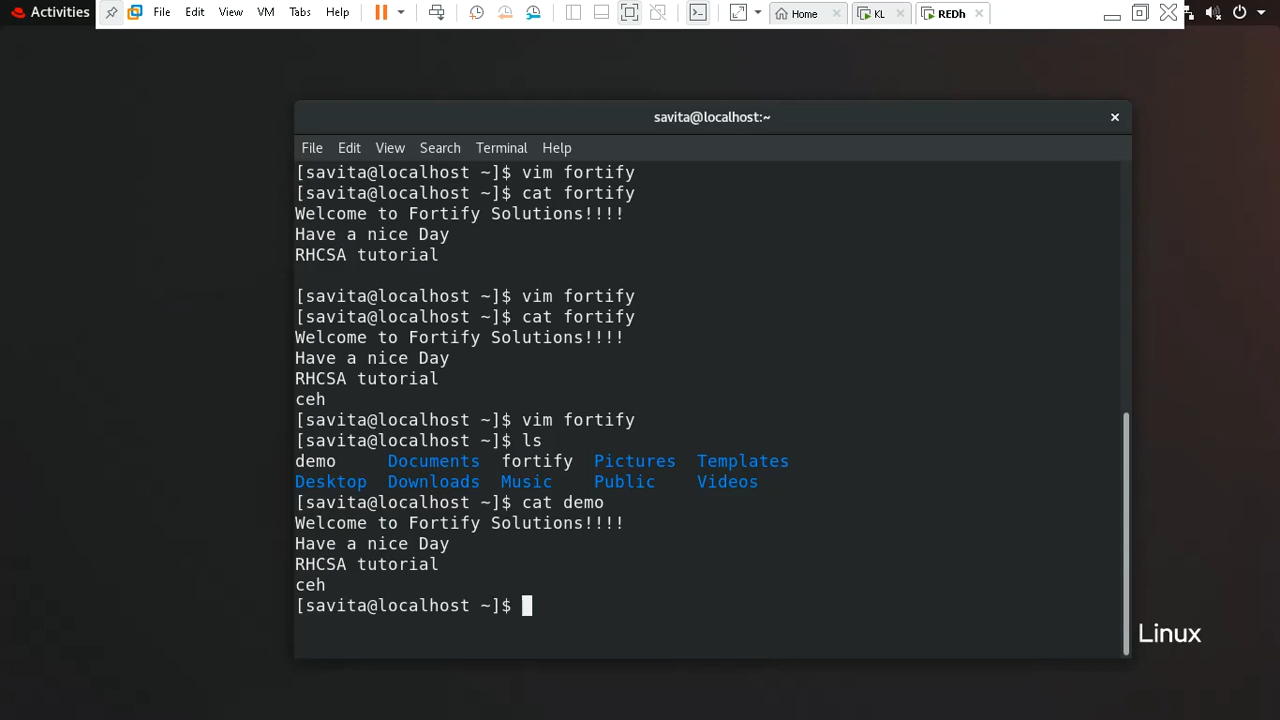 Activities File Edit View VM Tabs Help Home KL REDh
savita@localhost:~
File Edit View Search Terminal Help
[savita@localhost ~]$ vim fortify
[savita@localhost ~]$ cat fortify
Welcome to Fortify Solutions!!!!
Have a nice Day
RHCSA tutorial
[savita@localhost ~]$ vim fortify
[savita@localhost ~]$ cat fortify
Welcome to Fortify Solutions!!!!
Have a nice Day
RHCSA tutorial
ceh
[savita@localhost ~]$ vim fortify
[savita@localhost ~]$ ls
demo Documents fortify Pictures Templates
Desktop Downloads Music Public Videos
[savita@localhost ~]$ cat demo
Welcome to Fortify Solutions!!!!
Have a nice Day
RHCSA tutorial
ceh
[savita@localhost ~]$
Linux